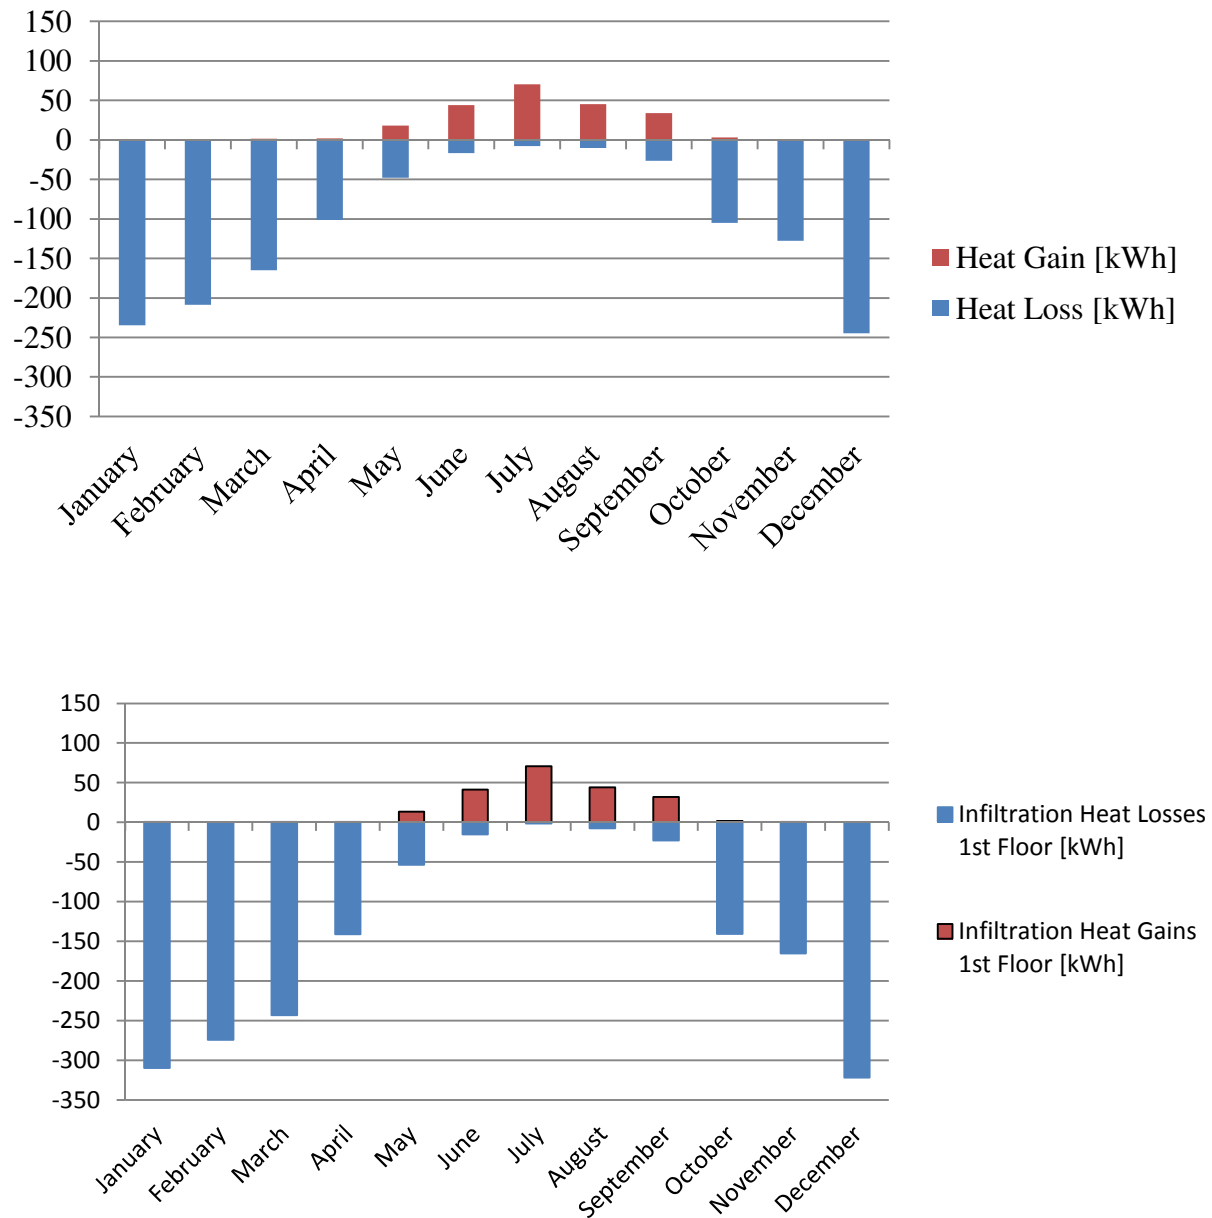 150
100
50
0
-50
-100
-150
-200
-250
-300
-350
January
February
March
April
May
June
July
August
September
October
November
December
Heat Gain [kWh]
Heat Loss [kWh]
150
100
50
0
-50
-100
-150
-200
-250
-300
-350
January
February
March
April
May
June
July
August
September
October
November
December
Infiltration Heat Losses
1st Floor [kWh]
Infiltration Heat Gains
1st Floor [kWh]